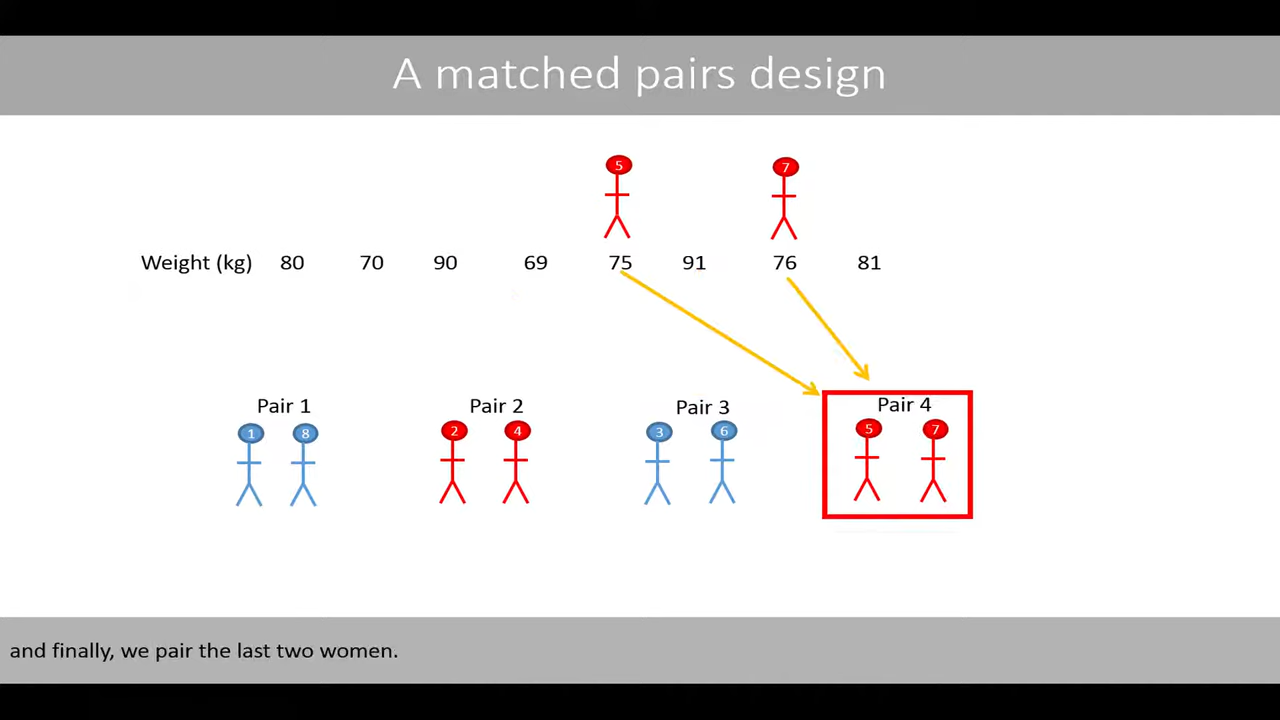 A matched pairs design
5 7
Weight (kg) 80 70 90 69 75 91 76 81
Pair 1 Pair 2 Pair 3 Pair 4
1 8 2 4 3 6 5 7
and finally, we pair the last two women.